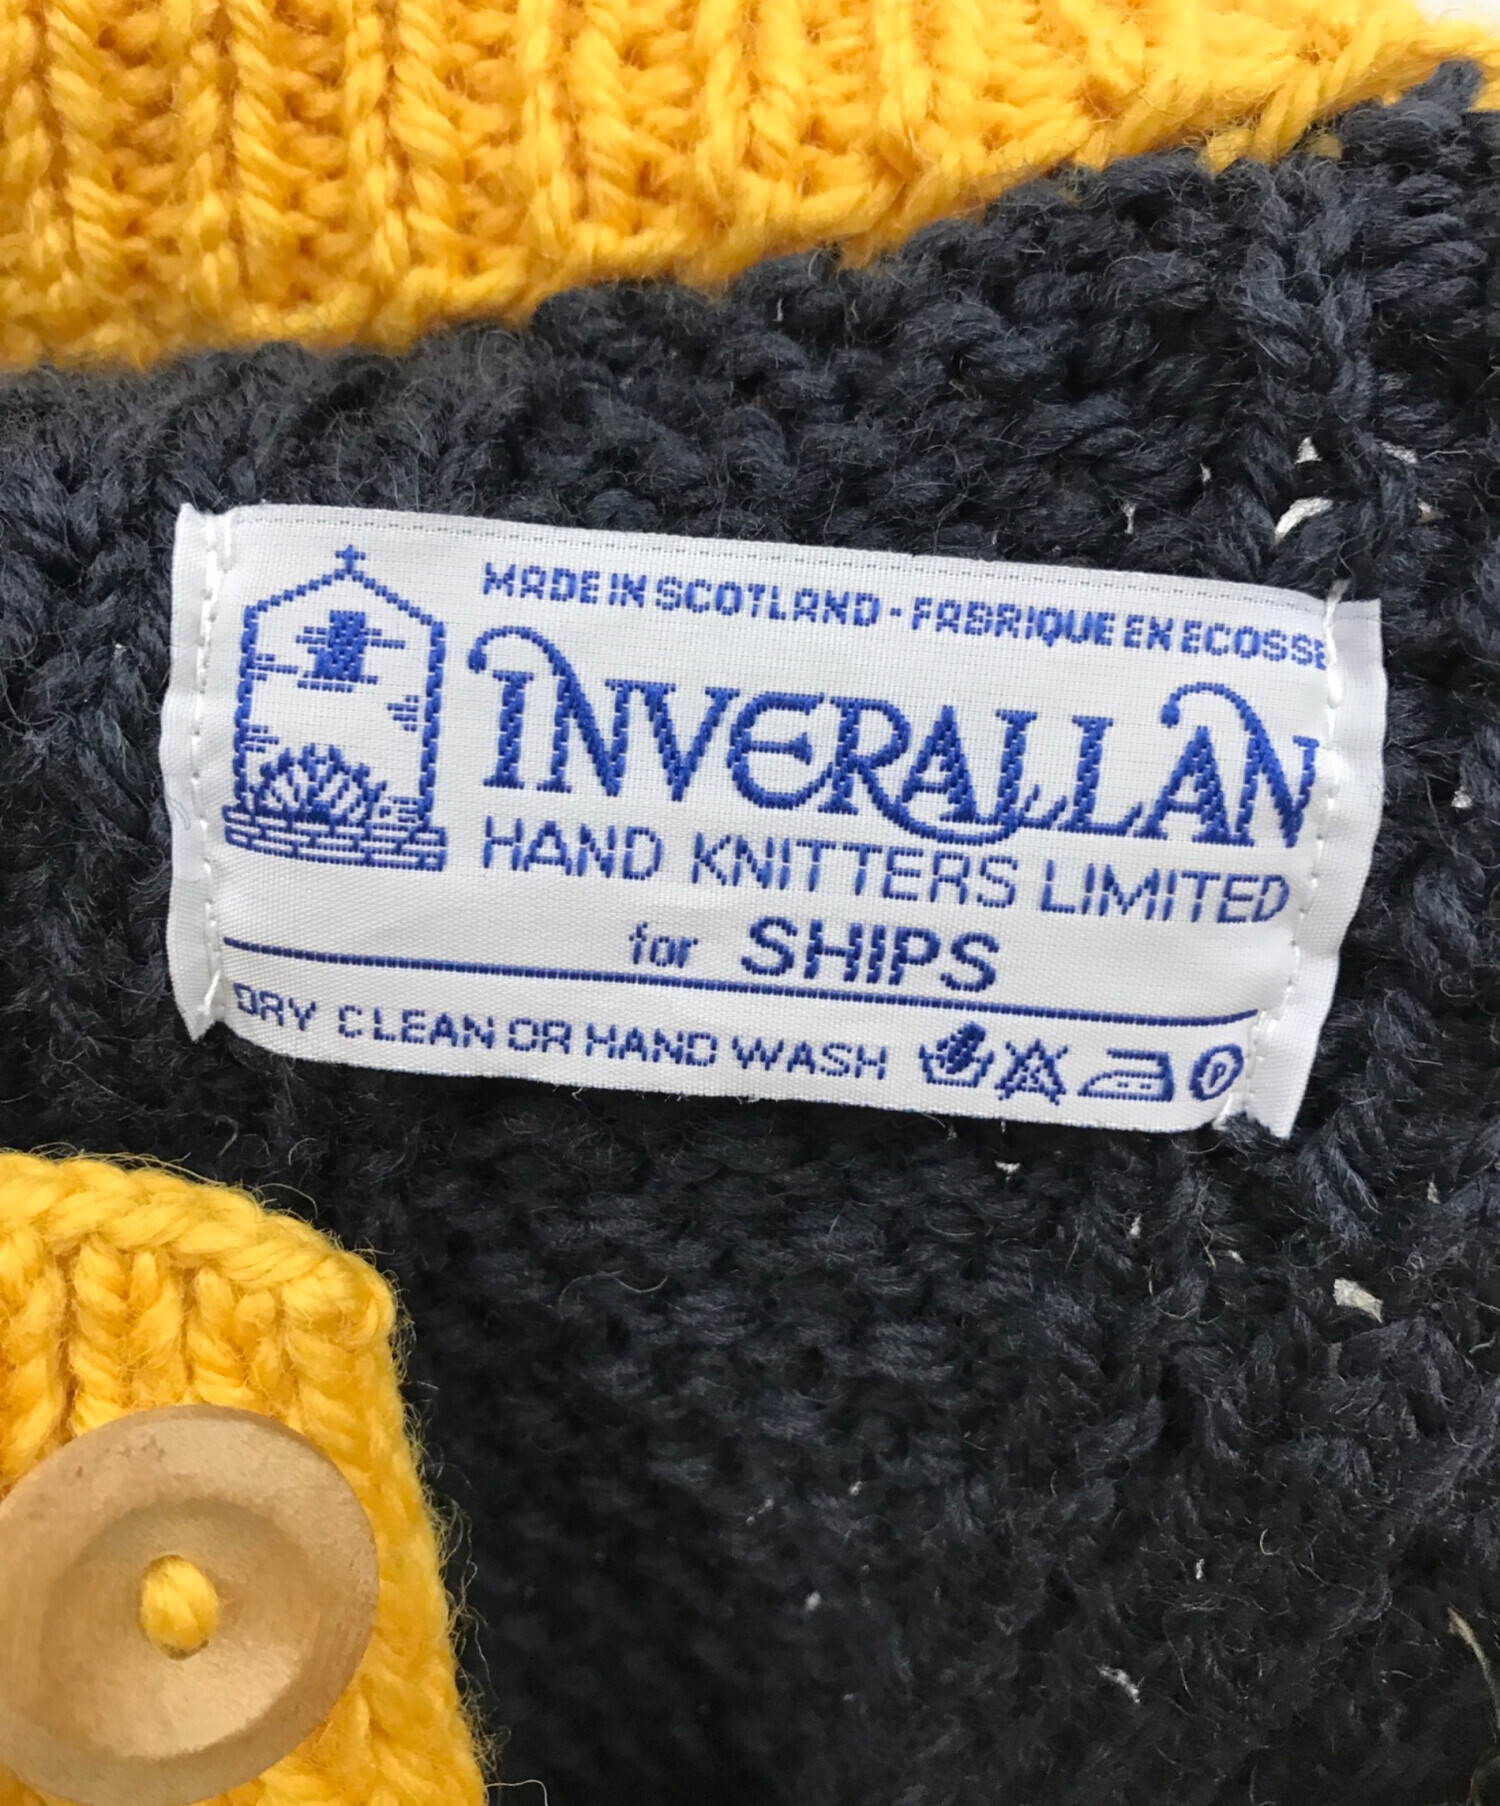 MADE IN SCOTLAND - FABRIQUE EN ECOSSE
INVERALLAN
HAND KNITTERS LIMITED
for SHIPS
DRY CLEAN OR HAND WASH P